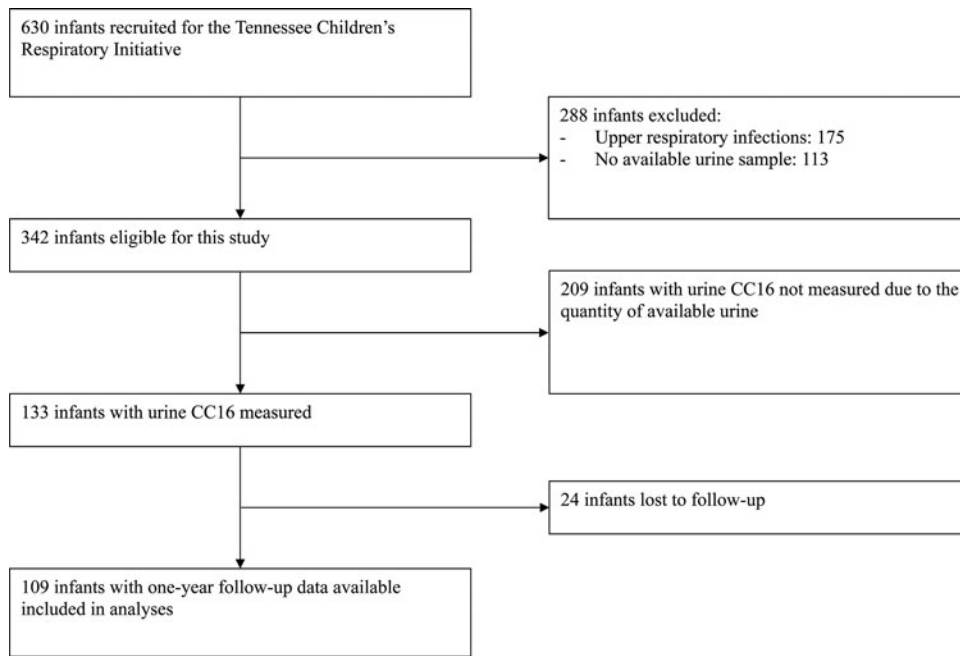 630 infants recruited for the Tennessee Children's
Respiratory Initiative
288 infants excluded:
- Upper respiratory infections: 175
- No available urine sample: 113
342 infants eligible for this study
209 infants with urine CC16 not measured due to the
quantity of available urine
133 infants with urine CC16 measured
24 infants lost to follow-up
109 infants with one-year follow-up data available
included in analyses